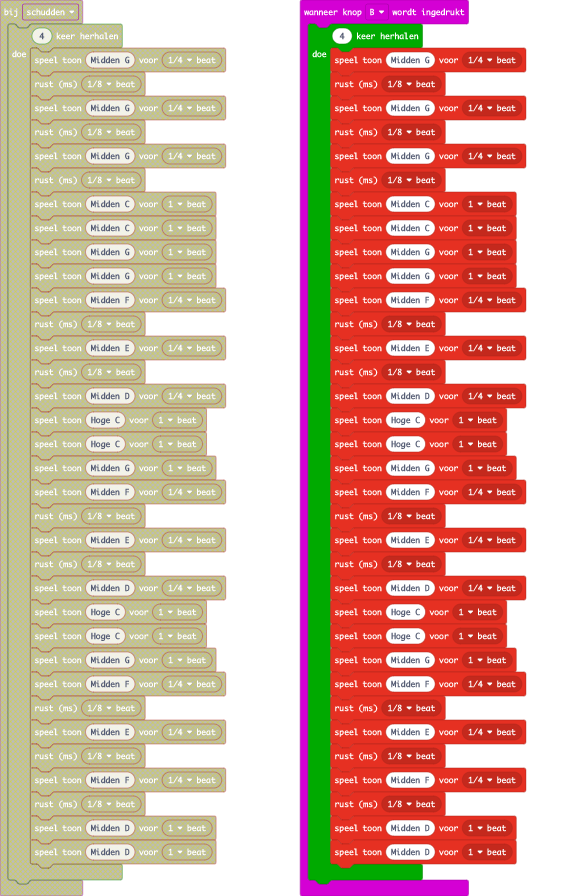 bij schudden
4 keer herhalen
doe
speel toon Midden G voor 1/4 beat
rust (ms) 1/8 beat
speel toon Midden G voor 1/4 beat
rust (ms) 1/8 beat
speel toon Midden G voor 1/4 beat
rust (ms) 1/8 beat
speel toon Midden C voor 1 beat
speel toon Midden C voor 1 beat
speel toon Midden G voor 1 beat
speel toon Midden G voor 1 beat
speel toon Midden F voor 1/4 beat
rust (ms) 1/8 beat
speel toon Midden E voor 1/4 beat
rust (ms) 1/8 beat
speel toon Midden D voor 1/4 beat
speel toon Hoge C voor 1 beat
speel toon Hoge C voor 1 beat
speel toon Midden G voor 1 beat
speel toon Midden F voor 1/4 beat
rust (ms) 1/8 beat
speel toon Midden E voor 1/4 beat
rust (ms) 1/8 beat
speel toon Midden D voor 1/4 beat
speel toon Hoge C voor 1 beat
speel toon Hoge C voor 1 beat
speel toon Midden G voor 1 beat
speel toon Midden F voor 1/4 beat
rust (ms) 1/8 beat
speel toon Midden E voor 1/4 beat
rust (ms) 1/8 beat
speel toon Midden F voor 1/4 beat
rust (ms) 1/8 beat
speel toon Midden D voor 1 beat
speel toon Midden D voor 1 beat
wanneer knop B wordt ingedrukt
4 keer herhalen
doe
speel toon Midden G voor 1/4 beat
rust (ms) 1/8 beat
speel toon Midden G voor 1/4 beat
rust (ms) 1/8 beat
speel toon Midden G voor 1/4 beat
rust (ms) 1/8 beat
speel toon Midden C voor 1 beat
speel toon Midden C voor 1 beat
speel toon Midden G voor 1 beat
speel toon Midden G voor 1 beat
speel toon Midden F voor 1/4 beat
rust (ms) 1/8 beat
speel toon Midden E voor 1/4 beat
rust (ms) 1/8 beat
speel toon Midden D voor 1/4 beat
speel toon Hoge C voor 1 beat
speel toon Hoge C voor 1 beat
speel toon Midden G voor 1 beat
speel toon Midden F voor 1/4 beat
rust (ms) 1/8 beat
speel toon Midden E voor 1/4 beat
rust (ms) 1/8 beat
speel toon Midden D voor 1/4 beat
speel toon Hoge C voor 1 beat
speel toon Hoge C voor 1 beat
speel toon Midden G voor 1 beat
speel toon Midden F voor 1/4 beat
rust (ms) 1/8 beat
speel toon Midden E voor 1/4 beat
rust (ms) 1/8 beat
speel toon Midden F voor 1/4 beat
rust (ms) 1/8 beat
speel toon Midden D voor 1 beat
speel toon Midden D voor 1 beat